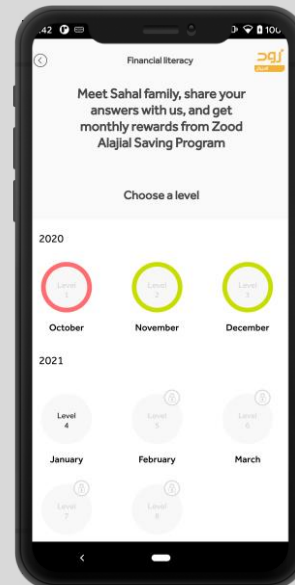 :42
100
Financial literacy
زود
الاجيال
Meet Sahal family, share your
answers with us, and get
monthly rewards from Zood
Alajial Saving Program
Choose a level
2020
Level
1
Level
2
Level
3
October
November
December
2021
Level
4
Level
5
Level
6
January
February
March
Level
7
Level
8